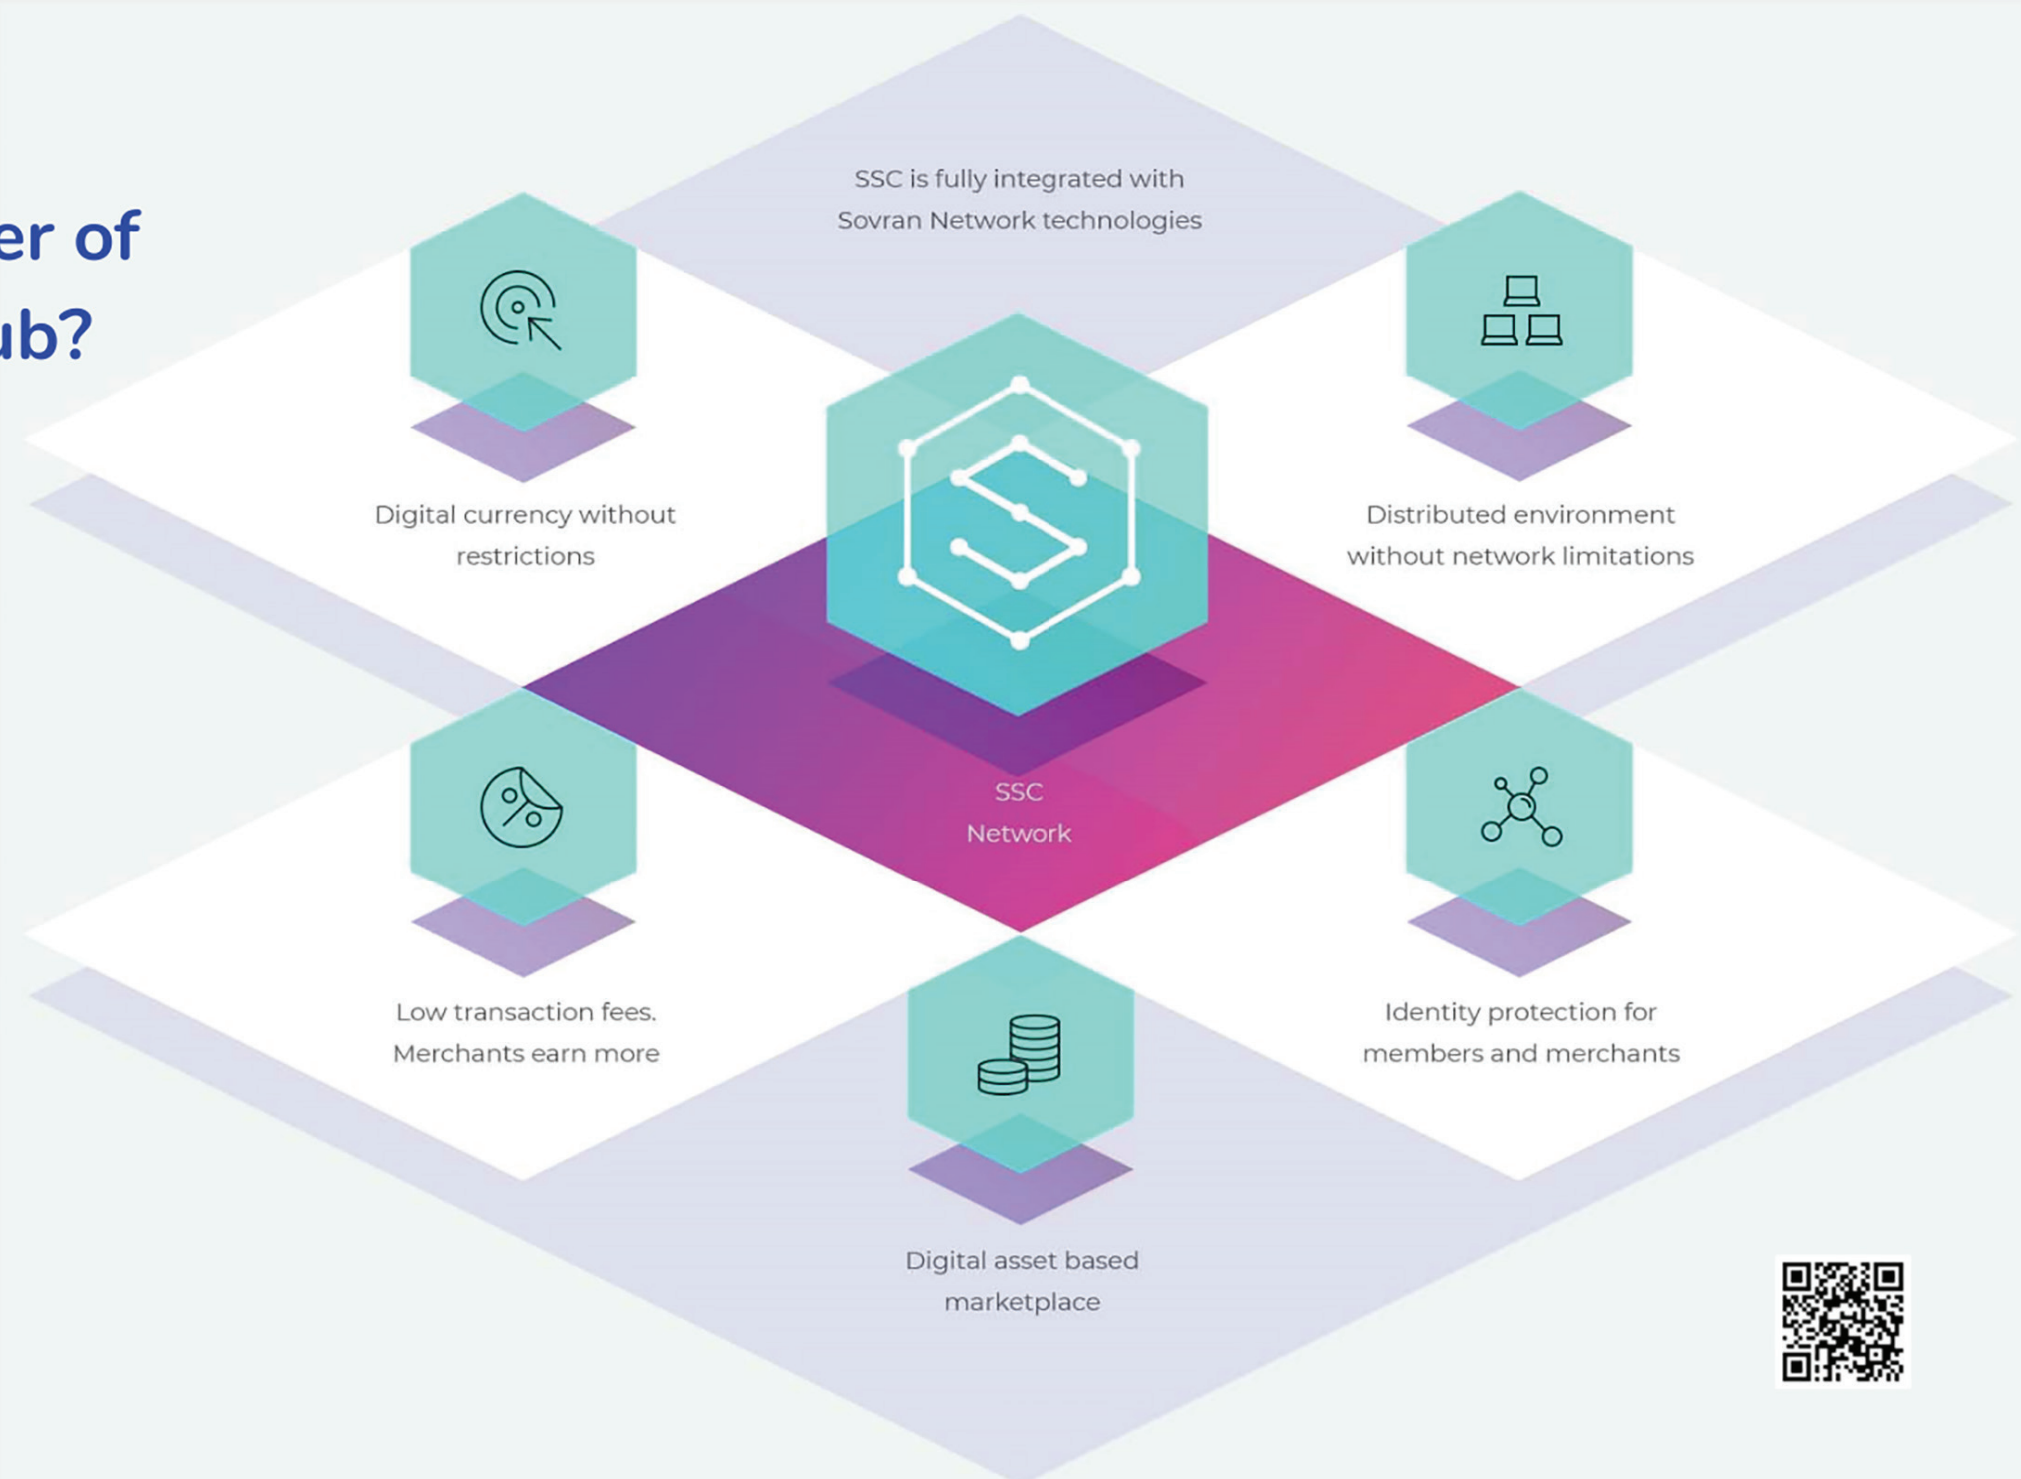 er of
ub?
SSC is fully integrated with
Sovran Network technologies
Digital currency without
restrictions
Distributed environment
without network limitations
SSC
Network
Low transaction fees.
Merchants earn more
Identity protection for
members and merchants
Digital asset based
marketplace